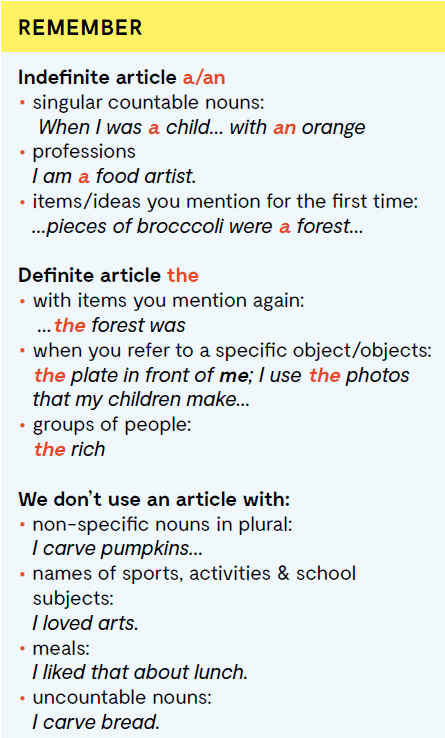 REMEMBER
Indefinite article a/an
• singular countable nouns:
When I was a child... with an orange
• professions
I am a food artist.
• items/ideas you mention for the first time:
...pieces of brocccoli were a forest...
Definite article the
• with items you mention again:
...the forest was
• when you refer to a specific object/objects:
the plate in front of me; I use the photos
that my children make...
• groups of people:
the rich
We don’t use an article with:
• non-specific nouns in plural:
I carve pumpkins...
• names of sports, activities & school
subjects:
I loved arts.
• meals:
I liked that about lunch.
• uncountable nouns:
I carve bread.